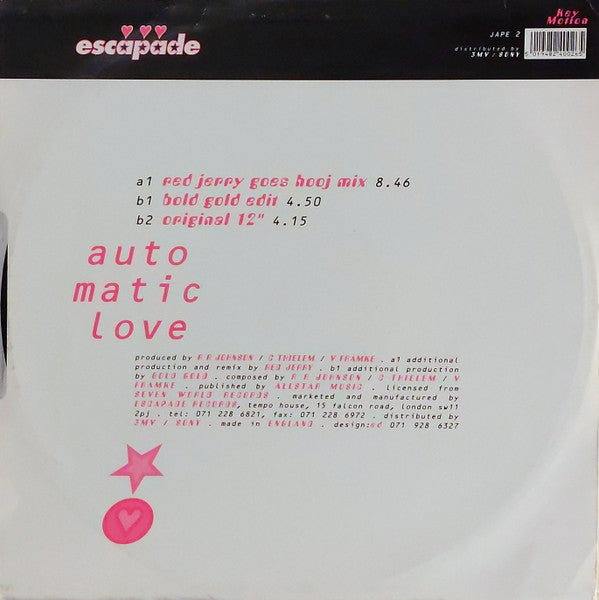 escapade
Key
Motion
JAPE 2
distributed by
3MV / SONY
5 019482 400265
a1 red jerry goes hooj mix 8.46
b1 bold gold edit 4.50
b2 original 12" 4.15
auto
matic
love
produced by R R JOHNSON / C THIELEM / V FRAMKE . a1 additional
production and remix by RED JERRY . b1 additional production
by BOLD GOLD . composed by R R JOHNSON / C THIELEM / V
FRAMKE . published by ALLSTAR MUSIC . licensed from
SEVEN WORLD RECORDS . marketed and manufactured by
ESCAPADE RECORDS, tempo house, 15 falcon road, london sw11
2pj . tel: 071 228 6821, fax: 071 228 6972 . distributed by
3MV / SONY . made in ENGLAND . design: 071 928 6327